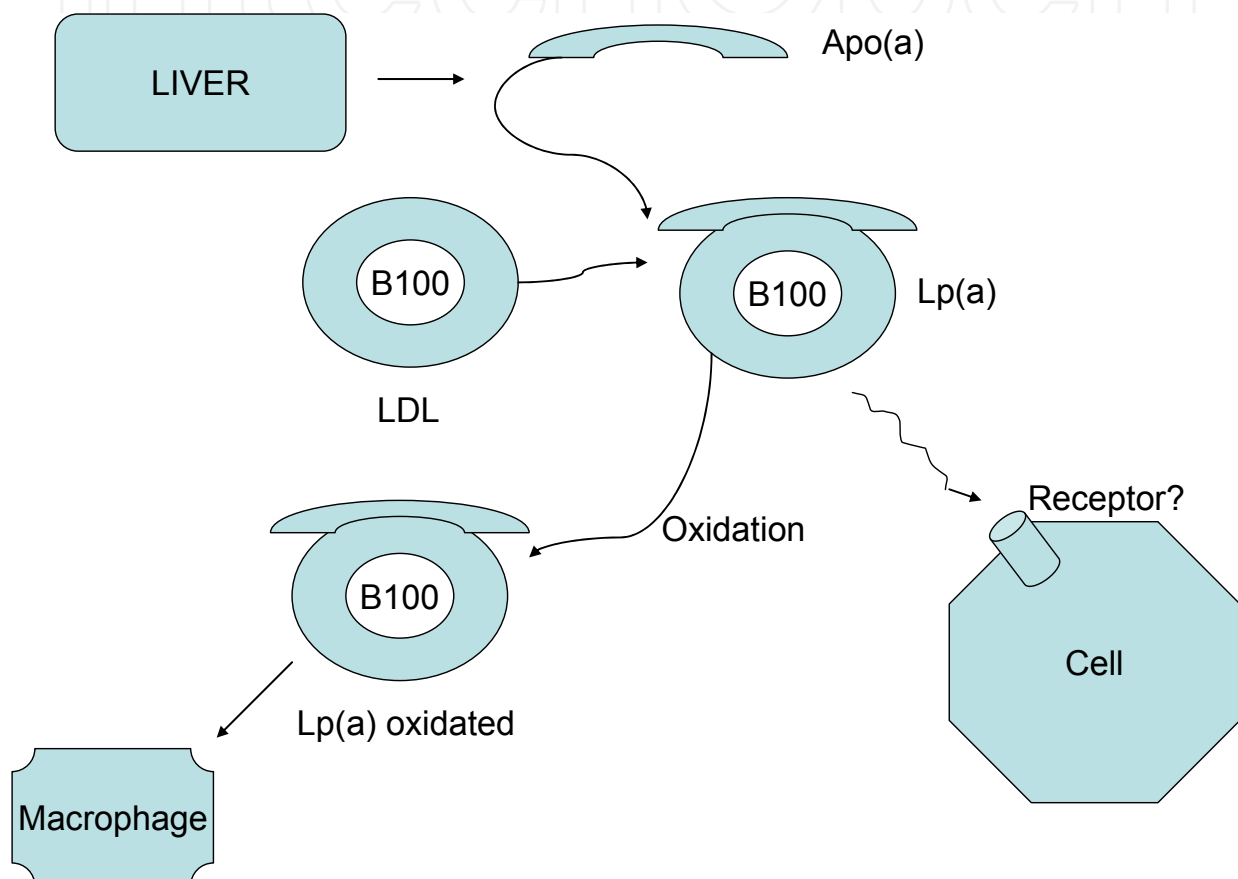 LIVER
Apo(a)
B100
LDL
B100
Lp(a)
Oxidation
Receptor?
B100
Lp(a) oxidated
Cell
Macrophage